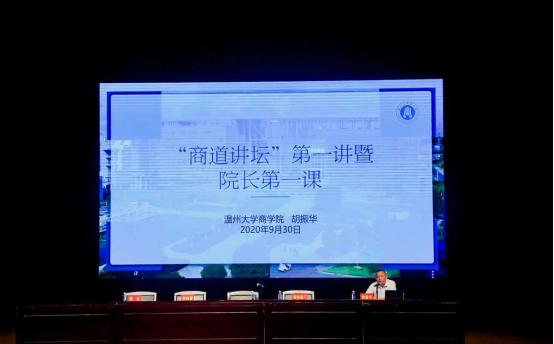 “商道讲坛”第一讲暨
院长第一课
温州大学商学院 胡振华
2020年9月30日